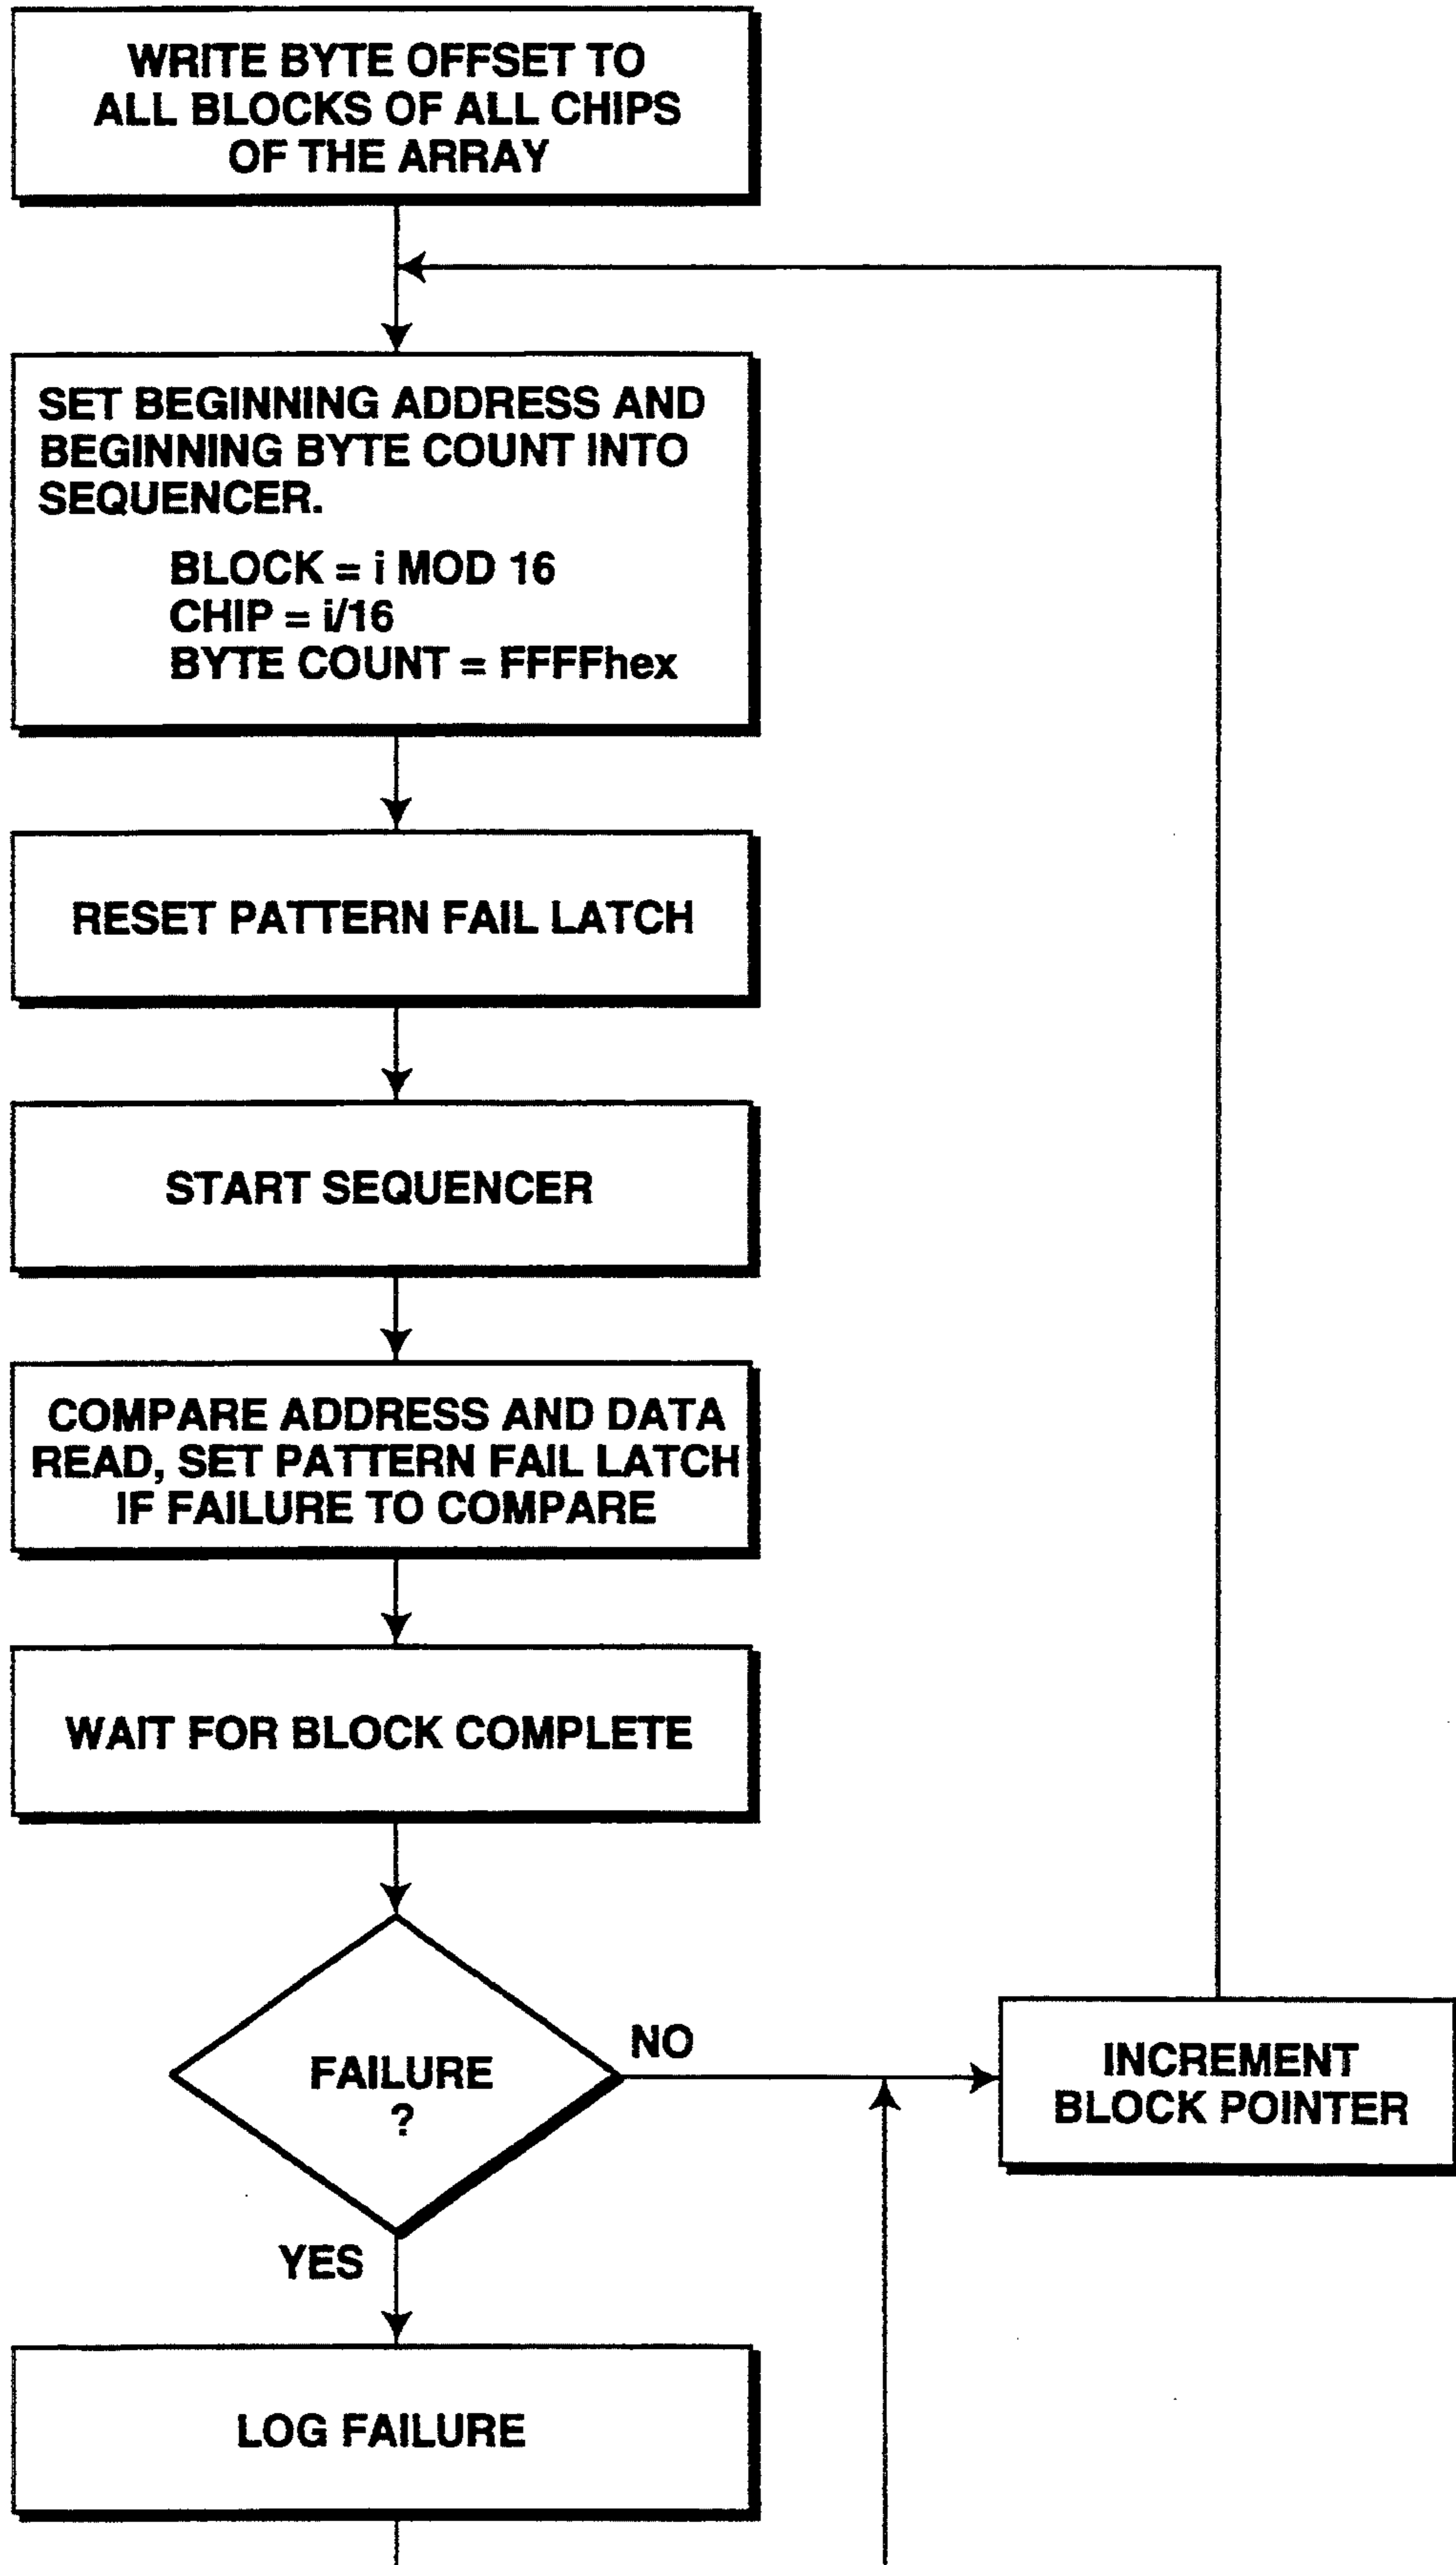 WRITE BYTE OFFSET TO
ALL BLOCKS OF ALL CHIPS
OF THE ARRAY
SET BEGINNING ADDRESS AND
BEGINNING BYTE COUNT INTO
SEQUENCER.
BLOCK = i MOD 16
CHIP = i/16
BYTE COUNT = FFFFhex
RESET PATTERN FAIL LATCH
START SEQUENCER
COMPARE ADDRESS AND DATA
READ, SET PATTERN FAIL LATCH
IF FAILURE TO COMPARE
WAIT FOR BLOCK COMPLETE
FAILURE
?
NO
INCREMENT
BLOCK POINTER
YES
LOG FAILURE